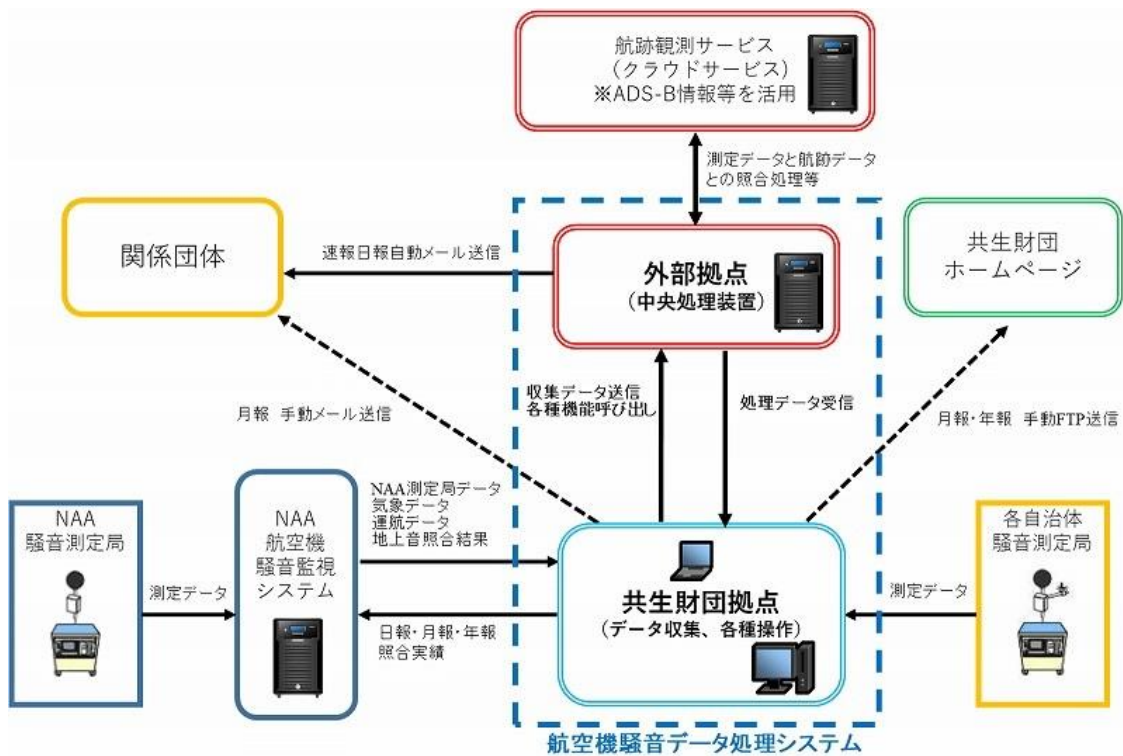 航跡観測サービス
（クラウドサービス）
※ADS-B情報等を活用
測定データと航跡データ
との照合処理等
関係団体
速報日報自動メール送信
外部拠点
（中央処理装置）
共生財団
ホームページ
月報 手動メール送信
収集データ送信
各種機能呼び出し
処理データ受信
月報・年報 手動FTP送信
NAA
騒音測定局
測定データ
NAA
航空機
騒音監視
システム
NAA測定局データ
気象データ
運航データ
地上音照合結果
日報・月報・年報
照合実績
共生財団拠点
（データ収集、各種操作）
測定データ
各自治体
騒音測定局
航空機騒音データ処理システム